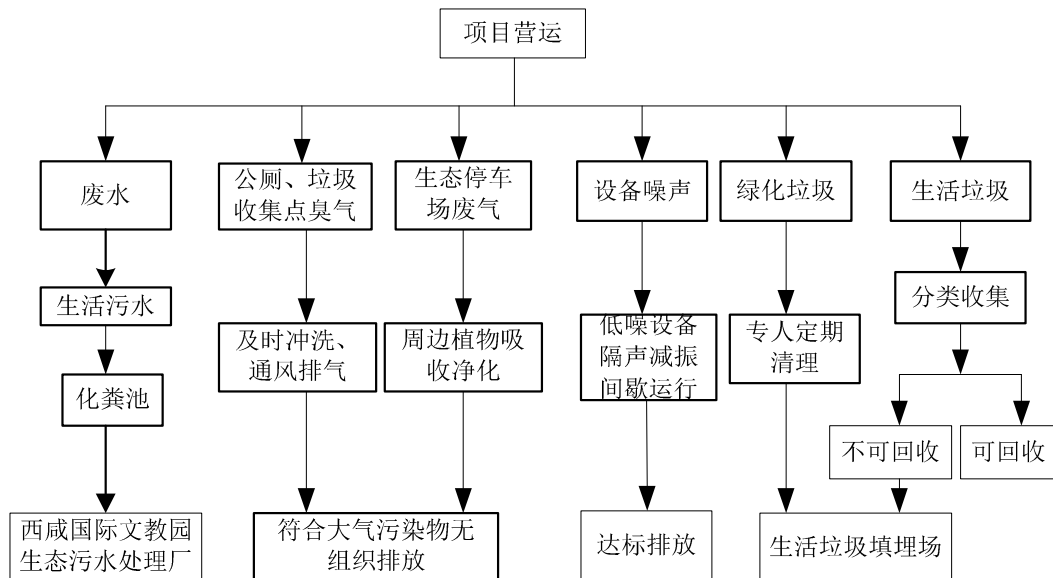 项目营运
废水
公厕、垃圾
收集点臭气
生态停车
场废气
设备噪声
绿化垃圾
生活垃圾
生活污水
及时冲洗、
通风排气
周边植物吸
收净化
低噪设备
隔声减振
间歇运行
专人定期
清理
分类收集
化粪池
不可回收
可回收
西咸国际文教园
生态污水处理厂
符合大气污染物无
组织排放
达标排放
生活垃圾填埋场